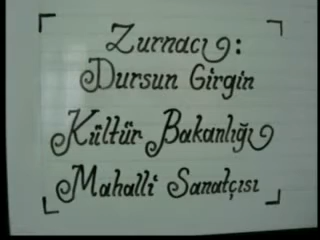 Zurnacı:
Dursun Girgin
Kültür Bakanlığı
Mahalli Sanatçısı